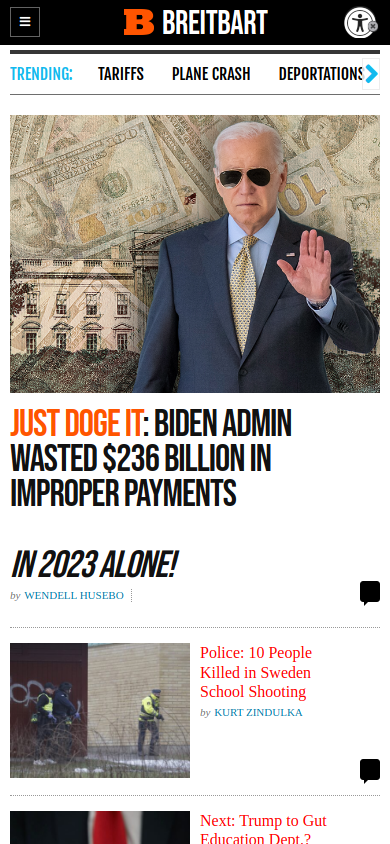 B BREITBART
TRENDING: TARIFFS PLANE CRASH DEPORTATIONS
JUST DOGE IT: BIDEN ADMIN
WASTED $236 BILLION IN
IMPROPER PAYMENTS
IN 2023 ALONE!
by WENDELL HUSEBO
Police: 10 People
Killed in Sweden
School Shooting
by KURT ZINDULKA
Next: Trump to Gut
Education Dept.?